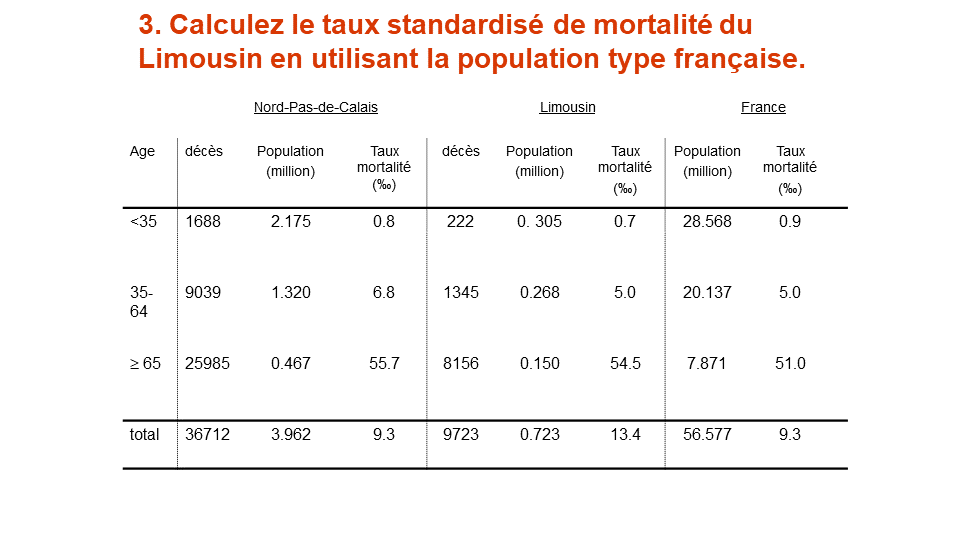 3. Calculez le taux standardisé de mortalité du
Limousin en utilisant la population type française.
Nord-Pas-de-Calais Limousin France
Age décès Population (million) Taux mortalité (‰) décès Population (million) Taux mortalité (‰) Population (million) Taux mortalité (‰)
<35 1688 2.175 0.8 222 0. 305 0.7 28.568 0.9
35-64 9039 1.320 6.8 1345 0.268 5.0 20.137 5.0
≥ 65 25985 0.467 55.7 8156 0.150 54.5 7.871 51.0
total 36712 3.962 9.3 9723 0.723 13.4 56.577 9.3